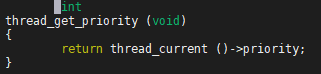 int
thread_get_priority (void)
{
        return thread_current ()->priority;
}